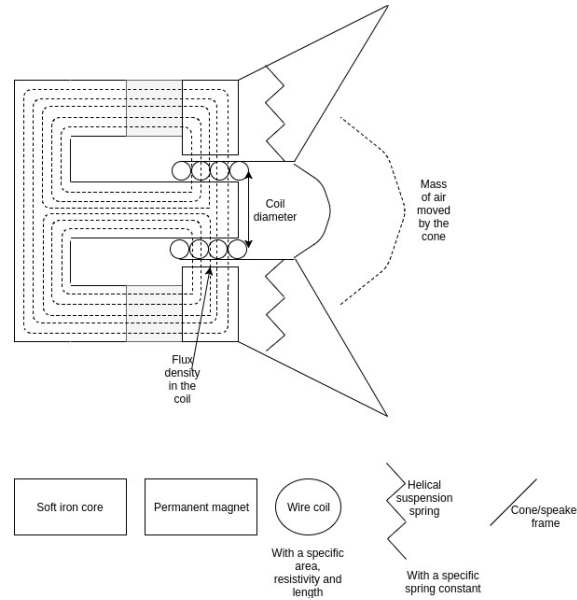 Coil
diameter
Mass
of air
moved
by the
cone
Flux
density
in the
coil
Soft iron core
Permanent magnet
Wire coil
With a specific
area,
resistivity and
length
Helical
suspension
spring
With a specific
spring constant
Cone/speake
frame